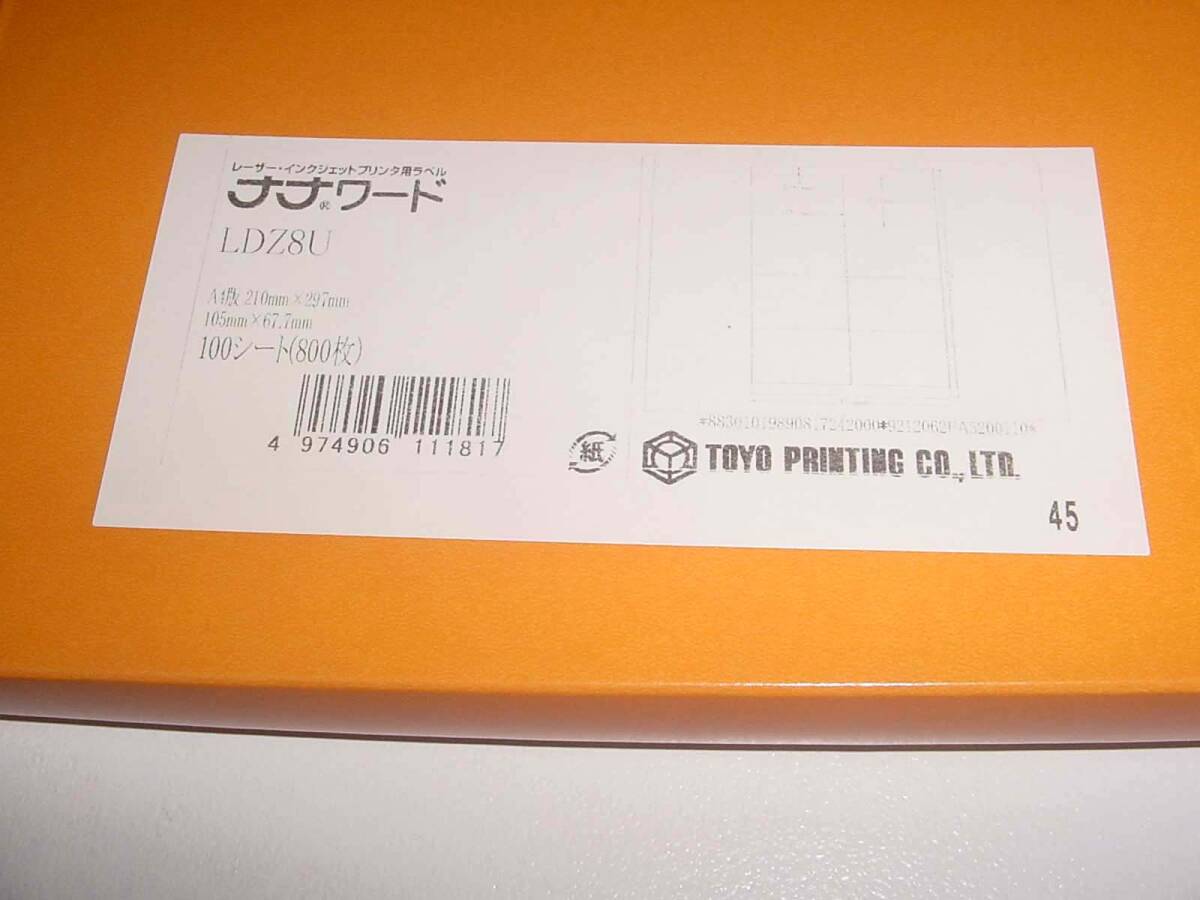 レーザー・インクジェットプリンタ用ラベル
ナナ®ワード
LDZ8U
A4版 210mm×297mm
105mm×67.7mm
100シート(800枚)
4 974906 111817
紙
TOYO PRINTING CO., LTD.
45